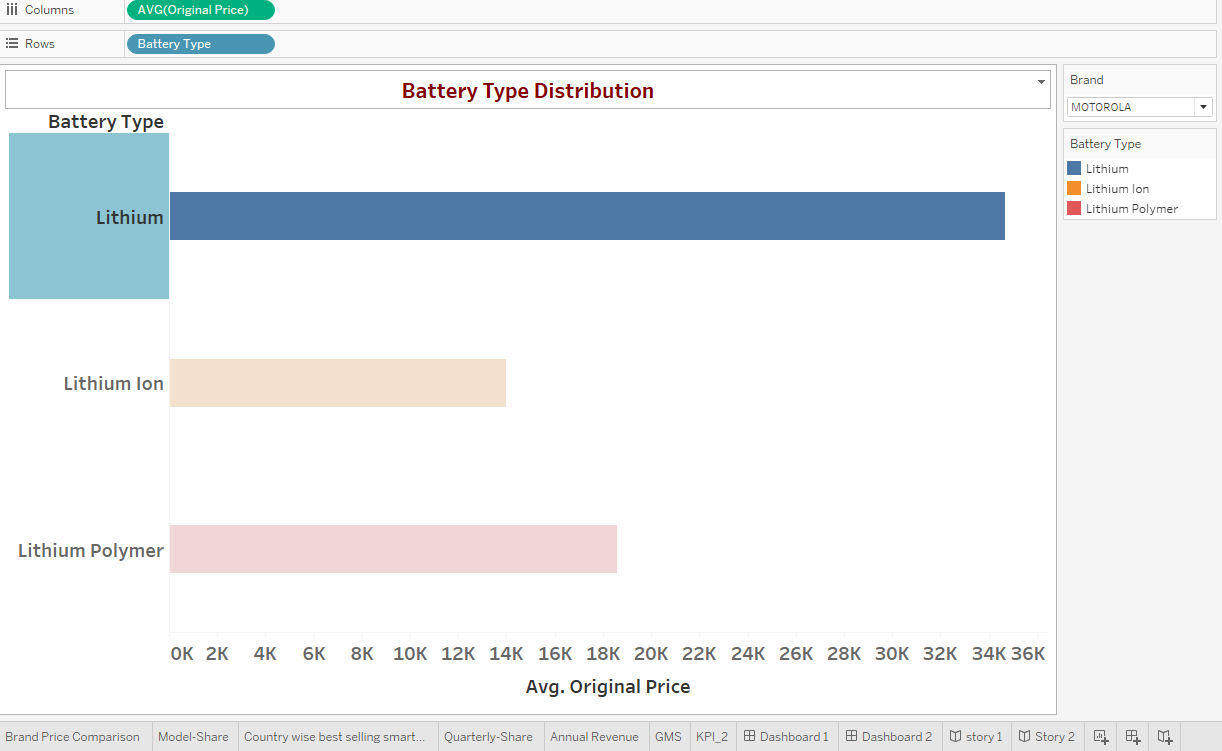 Columns
AVG(Original Price)
Rows
Battery Type
Battery Type Distribution
Brand
MOTOROLA
Battery Type
Lithium
Lithium Ion
Lithium Polymer
Battery Type
Lithium
Lithium Ion
Lithium Polymer
0K 2K 4K 6K 8K 10K 12K 14K 16K 18K 20K 22K 24K 26K 28K 30K 32K 34K 36K
Avg. Original Price
Brand Price Comparison Model-Share Country wise best selling smart... Quarterly-Share Annual Revenue GMS KPI_2 Dashboard 1 Dashboard 2 story 1 Story 2